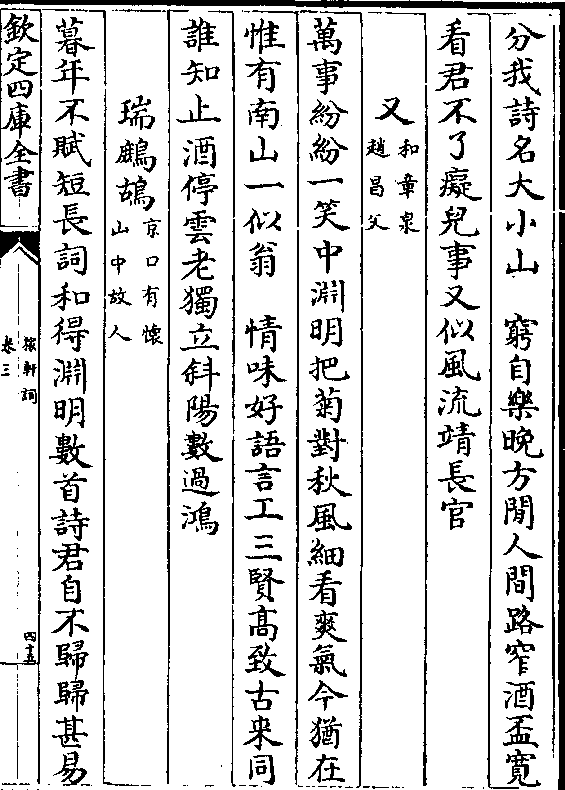 分我詩名大小山　窮自樂晚方閒人間路窄酒盃寬
看君不了癡兒事又似風流靖長官
又和章泉趙昌父
萬事紛紛一笑中淵明把菊對秋風細看爽氣今猶在
惟有南山一似翁　情味好語言工三賢髙致古来同
誰知止酒停雲老獨立斜陽數過鴻
瑞鷓鴣京口有懷山中故人
暮年不賦短長詞和得淵明數首詩君自不歸歸甚易
欽定四庫全書
稼軒詞
卷三
四十五